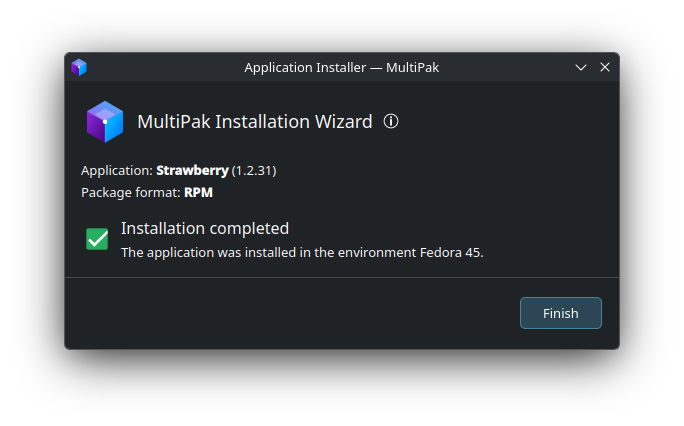 Application Installer — MultiPak
MultiPak Installation Wizard
Application: Strawberry (1.2.31)
Package format: RPM
Installation completed
The application was installed in the environment Fedora 45.
Finish